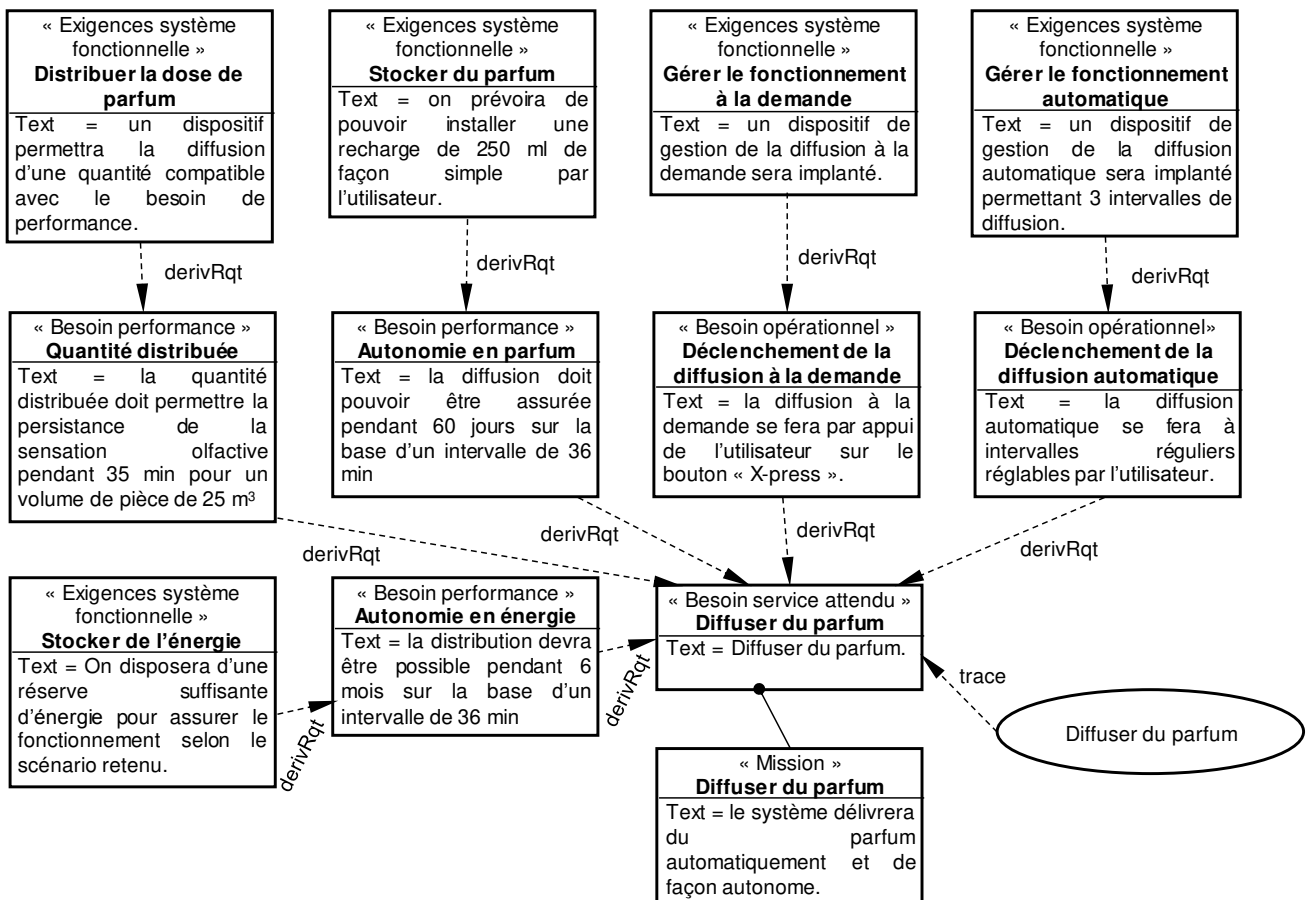 « Exigences système
fonctionnelle »
Distribuer la dose de
parfum
Text = un dispositif
permettra la diffusion
d'une quantité compatible
avec le besoin de
performance.
« Exigences système
fonctionnelle »
Stocker du parfum
Text = on prévoira de
pouvoir installer une
recharge de 250 ml de
façon simple par
l'utilisateur.
« Exigences système
fonctionnelle »
Gérer le fonctionnement
à la demande
Text = un dispositif de
gestion de la diffusion à la
demande sera implanté.
« Exigences système
fonctionnelle »
Gérer le fonctionnement
automatique
Text = un dispositif de
gestion de la diffusion
automatique sera implanté
permettant 3 intervalles de
diffusion.
derivRqt
derivRqt
derivRqt
derivRqt
« Besoin performance »
Quantité distribuée
Text = la quantité
distribuée doit permettre la
persistance de la
sensation olfactive
pendant 35 min pour un
volume de pièce de 25 m³
« Besoin performance »
Autonomie en parfum
Text = la diffusion doit
pouvoir être assurée
pendant 60 jours sur la
base d'un intervalle de 36
min
« Besoin opérationnel »
Déclenchement de la
diffusion à la demande
Text = la diffusion à la
demande se fera par appui
de l'utilisateur sur le
bouton « X-press ».
« Besoin opérationnel»
Déclenchement de la
diffusion automatique
Text = la diffusion
automatique se fera à
intervalles réguliers
réglables par l'utilisateur.
derivRqt
derivRqt
derivRqt
derivRqt
« Exigences système
fonctionnelle »
Stocker de l'énergie
Text = On disposera d'une
réserve suffisante
d'énergie pour assurer le
fonctionnement selon le
scénario retenu.
derivRqt
« Besoin performance »
Autonomie en énergie
Text = la distribution devra
être possible pendant 6
mois sur la base d'un
intervalle de 36 min
derivRqt
« Besoin service attendu »
Diffuser du parfum
Text = Diffuser du parfum.
trace
Diffuser du parfum
« Mission »
Diffuser du parfum
Text = le système délivrera
du parfum
automatiquement et de
façon autonome.